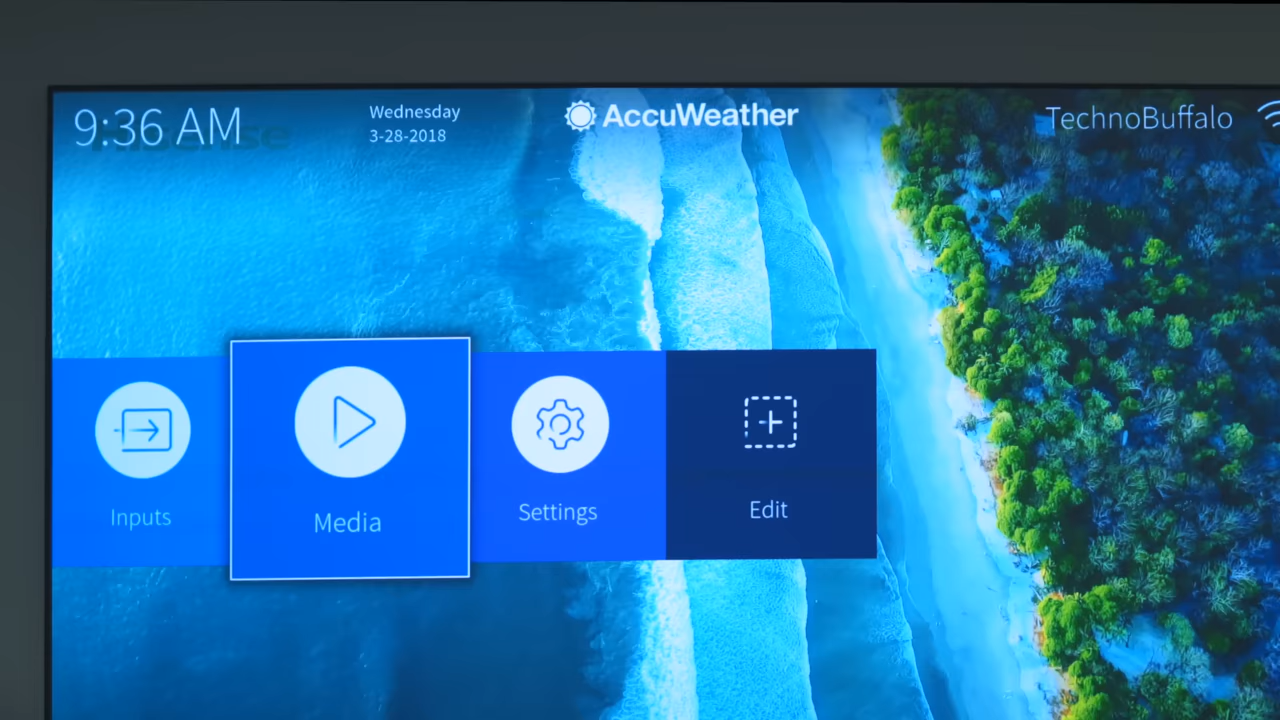 9:36 AM
Wednesday
3-28-2018
AccuWeather
TechnoBuffalo
Inputs
Media
Settings
Edit